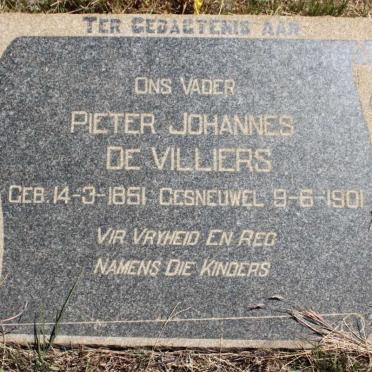 TER GEDAGTENIS AAN
ONS VADER
PIETER JOHANNES
DE VILLIERS
GEB. 14-3-1851 GESNEUWEL 9-6-1901
VIR VRYHEID EN REG
NAMENS DIE KINDERS